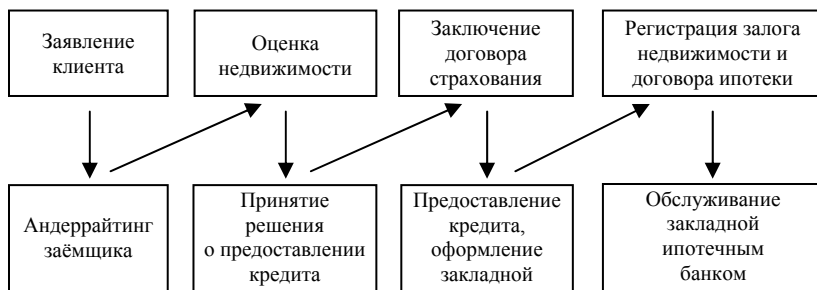 Заявление
клиента
Оценка
недвижимости
Заключение
договора
страхования
Регистрация залога
недвижимости и
договора ипотеки
Андеррайтинг
заёмщика
Принятие
решения
о предоставлении
кредита
Предоставление
кредита,
оформление
закладной
Обслуживание
закладной
ипотечным
банком